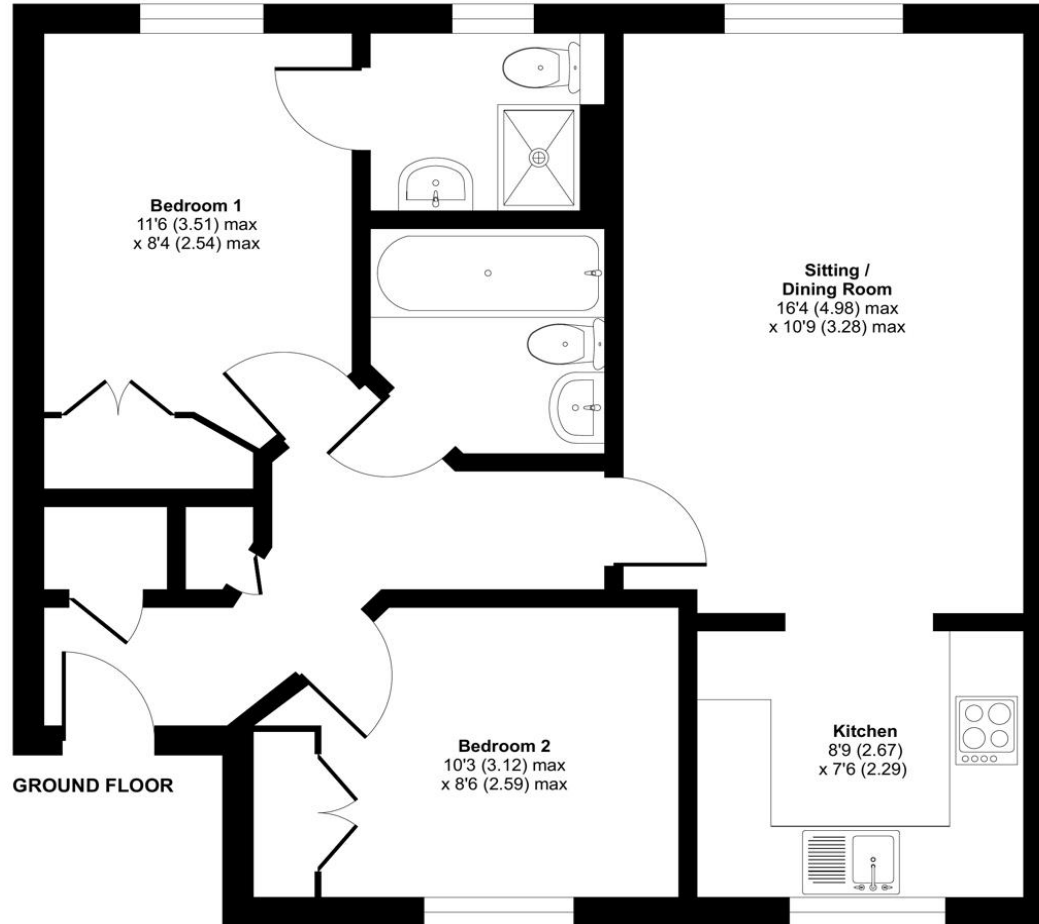 Bedroom 1
11'6 (3.51) max
x 8'4 (2.54) max
Sitting /
Dining Room
16'4 (4.98) max
x 10'9 (3.28) max
Kitchen
8'9 (2.67)
x 7'6 (2.29)
Bedroom 2
10'3 (3.12) max
x 8'6 (2.59) max
GROUND FLOOR